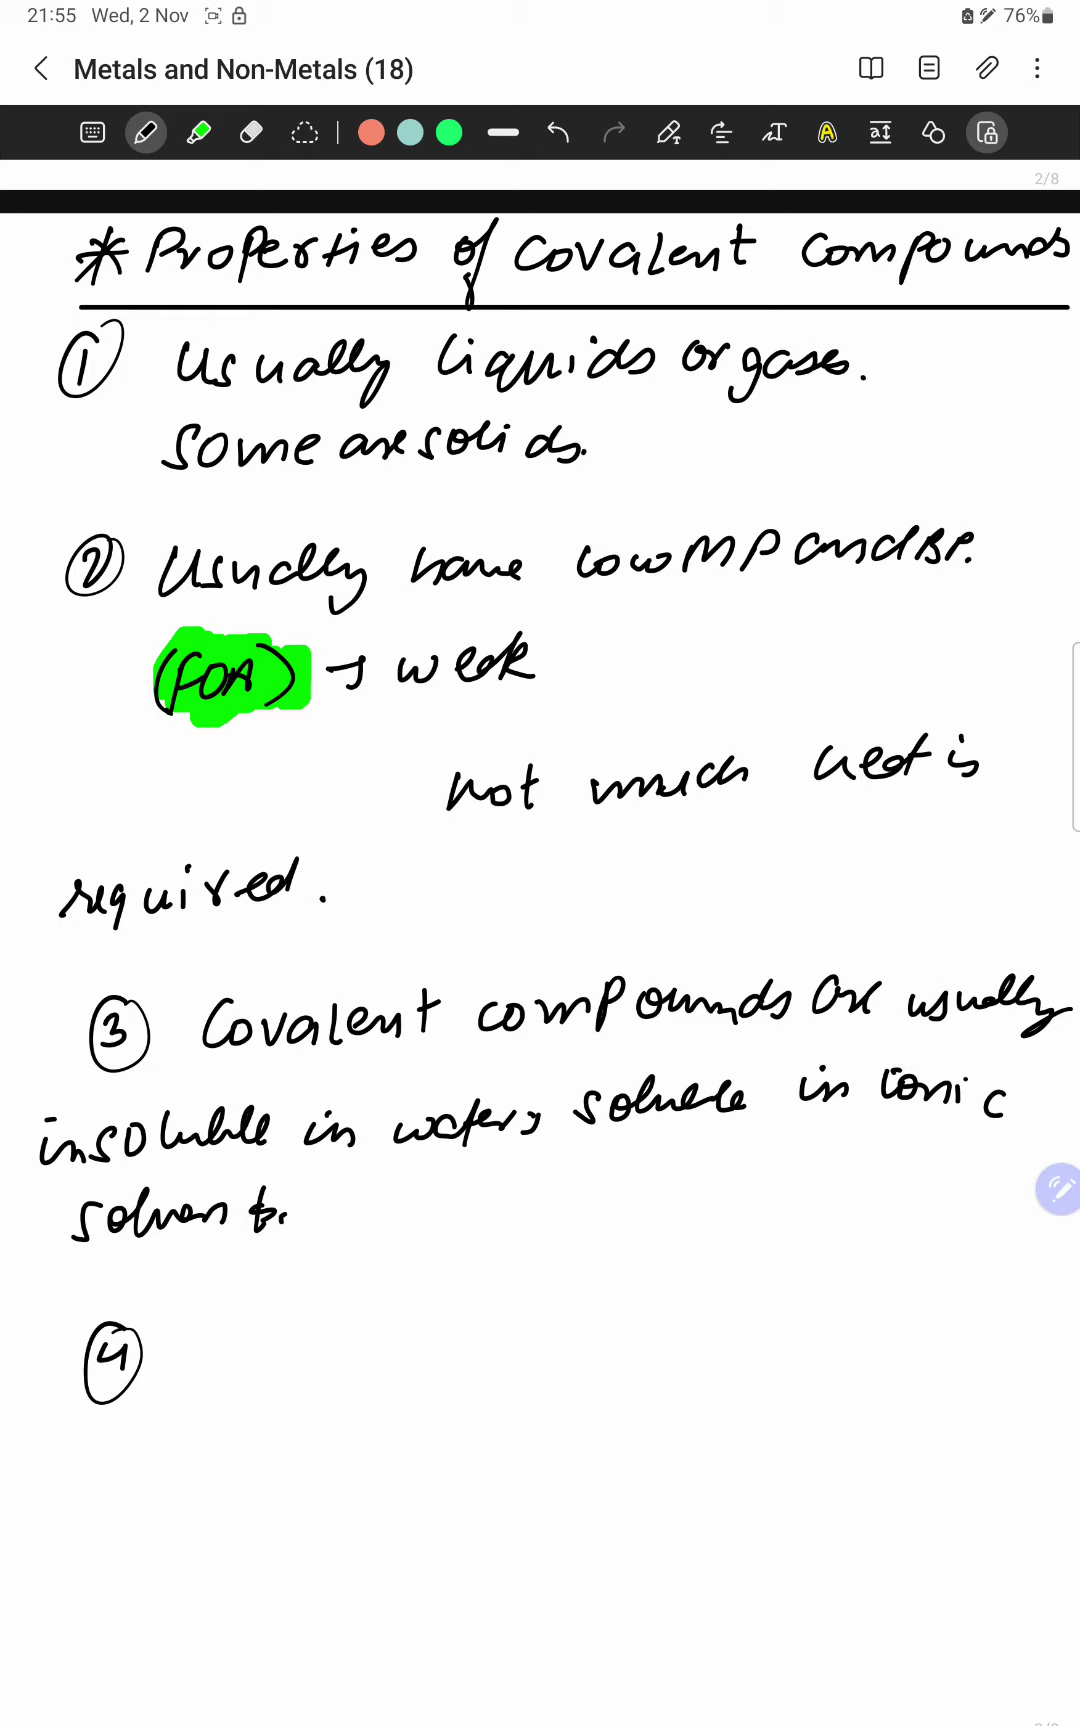 21:55 Wed, 2 Nov 76%
Metals and Non-Metals (18)
2/8
* Properties of Covalent Compounds
1 Usually liquids or gases.
Some are solids.
2 Usually have low MP and BP.
(FOA) → weak
not much heat is
required.
3 Covalent compounds are usually
insoluble in water, soluble in ionic
solvents.
4